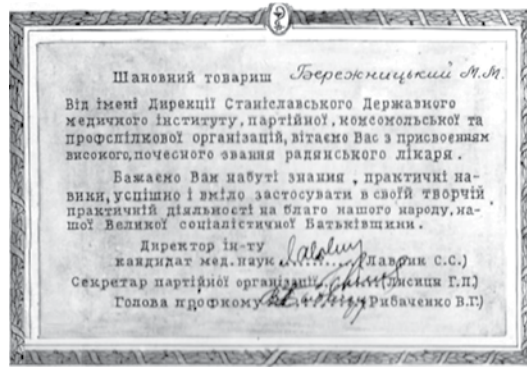 Шановний товариш Бережницький М.М.
Від імені Дирекції Станіславського Державного
медичного інституту, партійної, комсомольської та
профспілкової організацій, вітаємо Вас з присвоенням
високого, почесного звання радянського лікаря.
Бажаємо Вам набуті знання, практичні на-
вики, успішно і вміло застосувати в своїй творчій
практичній діяльності на благо нашого народу, на-
шої Великої соціалістичної Батьківщини.
Директор ін-ту
кандидат мед.наук (Лаврик С.С.)
Секретар партійної організації (Лисиця Г.П.)
Голова профкому (Рибаченко В.Г.)